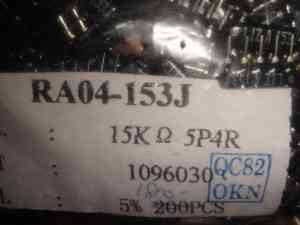 RA04-153J
: 15KΩ 5P4R
T 1096030 QC82
L : 5% 200PCS OKN